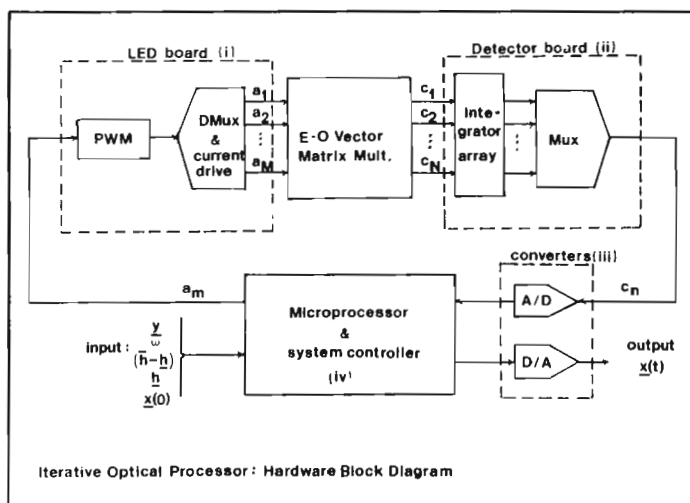 LED board (i)
Detector board (ii)
PWM
DMux
&
current
drive
a1
a2
⋮
aM
E-O Vector
Matrix Mult.
c1
c2
⋮
cN
Inte-
grator
array
⋮
Mux
converters(iii)
am
cn
A/D
D/A
Microprocessor
&
system controller
(iv)
input :
y
ω
(h̄-h)
h
x(0)
output
x(t)
Iterative Optical Processor: Hardware Block Diagram